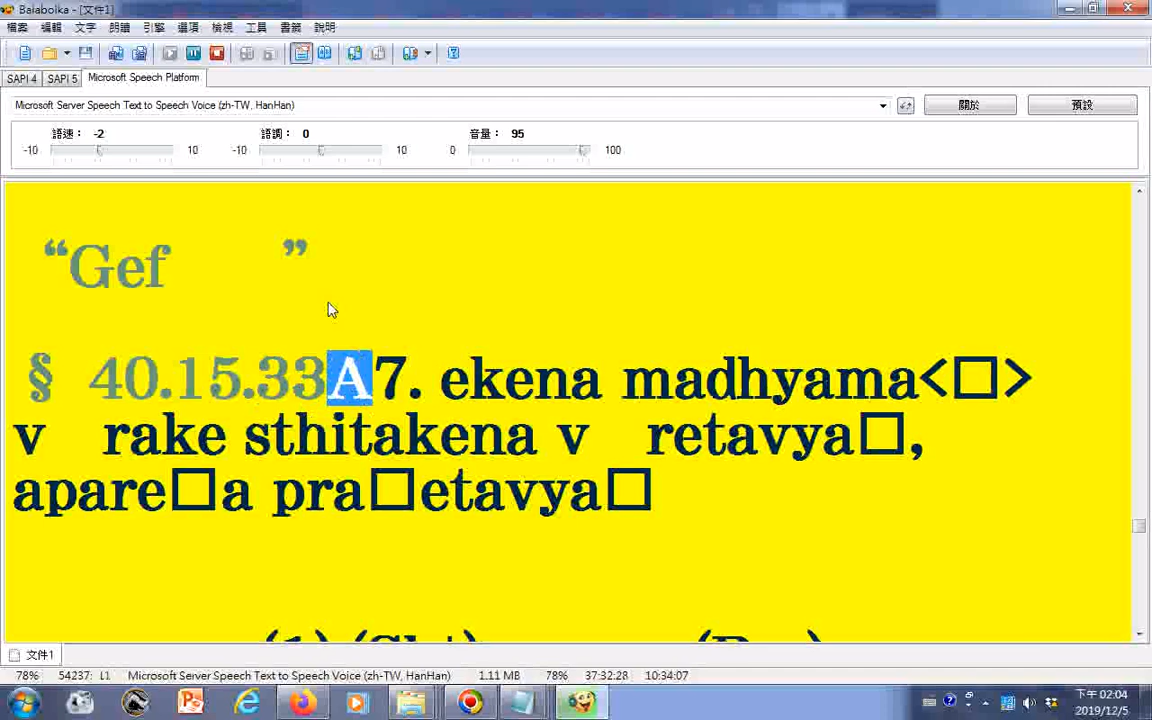 Balabolka - [文件1]
檔案 編輯 文字 朗讀 引擎 選項 檢視 工具 書籤 說明
SAPI 4 SAPI 5 Microsoft Speech Platform
Microsoft Server Speech Text to Speech Voice (zh-TW, HanHan) 關於 預設
語速： -2 語調： 0 音量： 95
-10 10 -10 10 0 100
“Gef ”
§ 40.15.33A7. ekena madhyama<□>
v rake sthitakena v retavya□,
apare□a pra□etavya□
文件1
78% 54237: 11 Microsoft Server Speech Text to Speech Voice (zh-TW, HanHan) 1.11 MB 78% 37:32:28 10:34:07
下午 02:04
2019/12/5